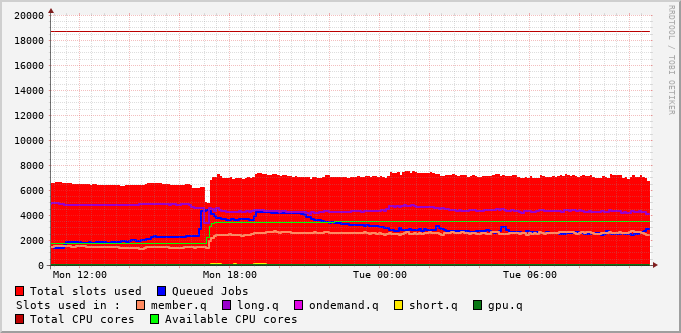 RRDTOOL / TOBI OETIKER
20000
18000
16000
14000
12000
10000
8000
6000
4000
2000
0
Mon 12:00 Mon 18:00 Tue 00:00 Tue 06:00
Total slots used Queued Jobs
Slots used in : member.q long.q ondemand.q short.q gpu.q
Total CPU cores Available CPU cores